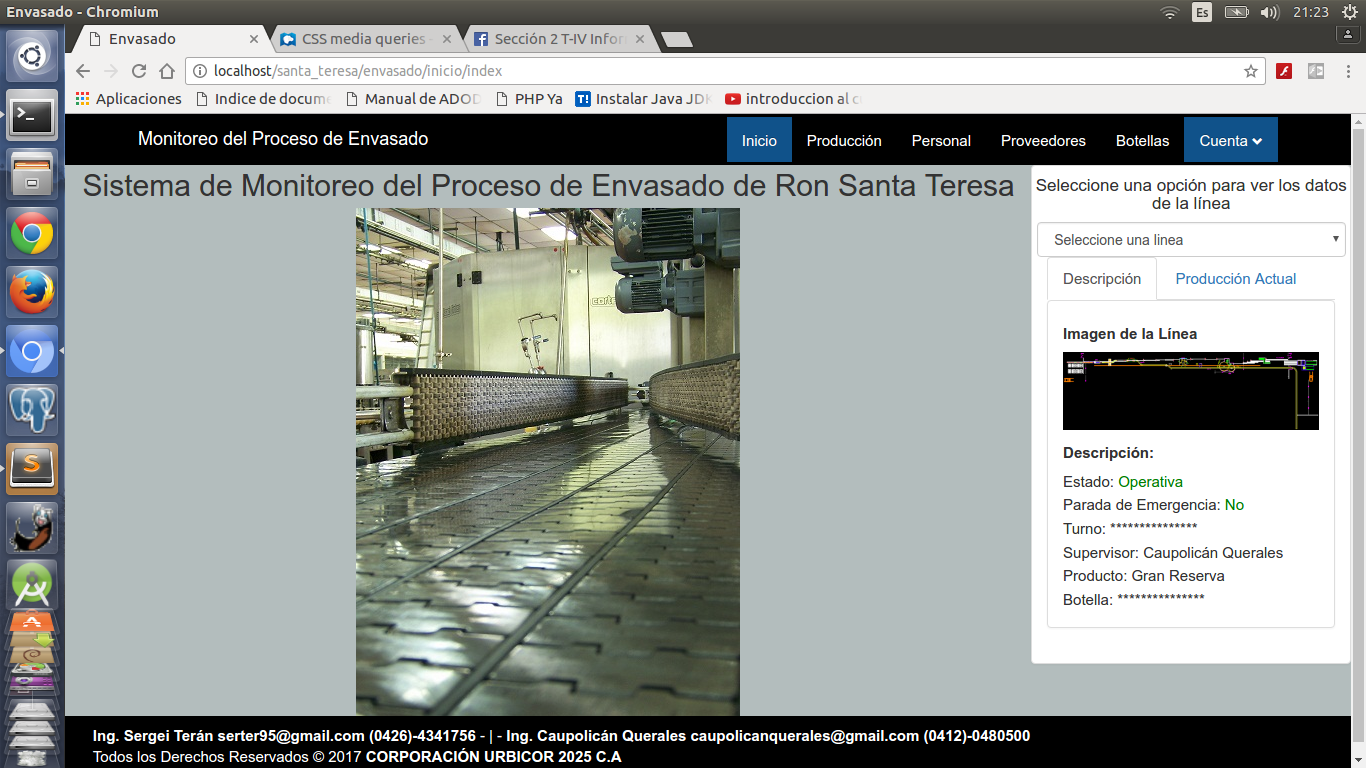 Envasado - Chromium
Es
21:23
Envasado
CSS media queries
Sección 2 T-IV Infor
localhost/santa_teresa/envasado/inicio/index
Aplicaciones
Indice de docume
Manual de ADOD
PHP Ya
T! Instalar Java JDK
introduccion al c
Monitoreo del Proceso de Envasado
Inicio
Producción
Personal
Proveedores
Botellas
Cuenta
Sistema de Monitoreo del Proceso de Envasado de Ron Santa Teresa
Seleccione una opción para ver los datos
de la línea
Seleccione una linea
Descripción
Producción Actual
Imagen de la Línea
Descripción:
Estado: Operativa
Parada de Emergencia: No
Turno: ***************
Supervisor: Caupolicán Querales
Producto: Gran Reserva
Botella: ***************
Ing. Sergei Terán serter95@gmail.com (0426)-4341756 - | - Ing. Caupolicán Querales caupolicanquerales@gmail.com (0412)-0480500
Todos los Derechos Reservados © 2017 CORPORACIÓN URBICOR 2025 C.A